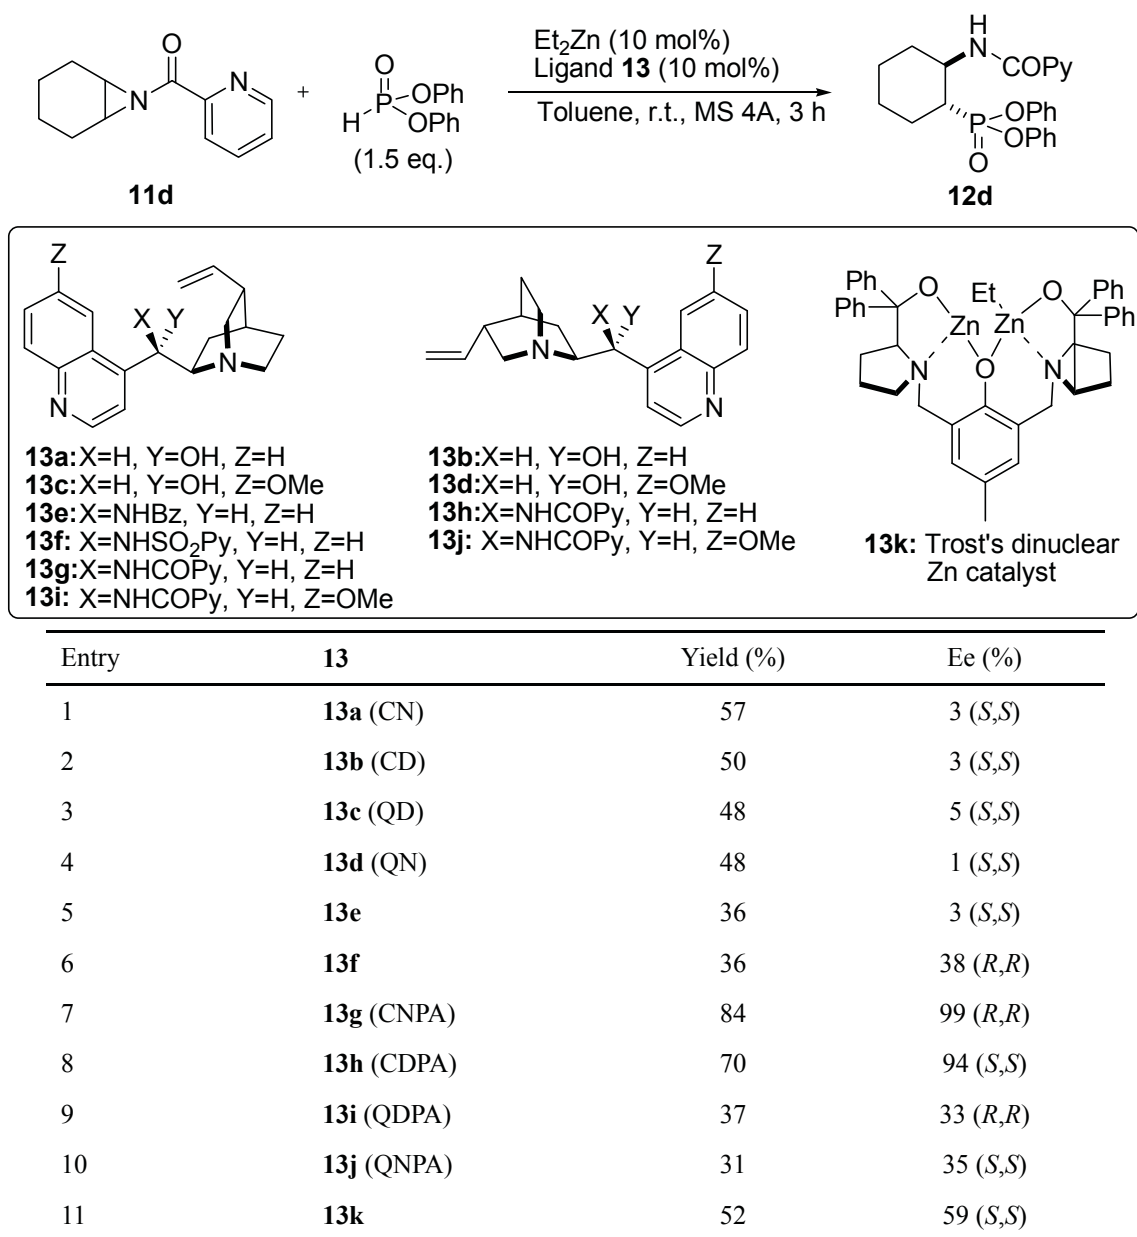 O
N
N
11d
+
O
H P OPh
OPh
(1.5 eq.)
Et2Zn (10 mol%)
Ligand 13 (10 mol%)
Toluene, r.t., MS 4A, 3 h
H
N COPy
P OPh
OPh
O
12d
Z
X Y
N
N
13a:X=H, Y=OH, Z=H
13c:X=H, Y=OH, Z=OMe
13e:X=NHBz, Y=H, Z=H
13f: X=NHSO2Py, Y=H, Z=H
13g:X=NHCOPy, Y=H, Z=H
13i: X=NHCOPy, Y=H, Z=OMe
Z
X Y
N
N
13b:X=H, Y=OH, Z=H
13d:X=H, Y=OH, Z=OMe
13h:X=NHCOPy, Y=H, Z=H
13j: X=NHCOPy, Y=H, Z=OMe
Ph O Et O Ph
Ph Zn Zn Ph
N O N
13k: Trost's dinuclear
Zn catalyst
Entry 13 Yield (%) Ee (%)
1 13a (CN) 57 3 (S,S)
2 13b (CD) 50 3 (S,S)
3 13c (QD) 48 5 (S,S)
4 13d (QN) 48 1 (S,S)
5 13e 36 3 (S,S)
6 13f 36 38 (R,R)
7 13g (CNPA) 84 99 (R,R)
8 13h (CDPA) 70 94 (S,S)
9 13i (QDPA) 37 33 (R,R)
10 13j (QNPA) 31 35 (S,S)
11 13k 52 59 (S,S)